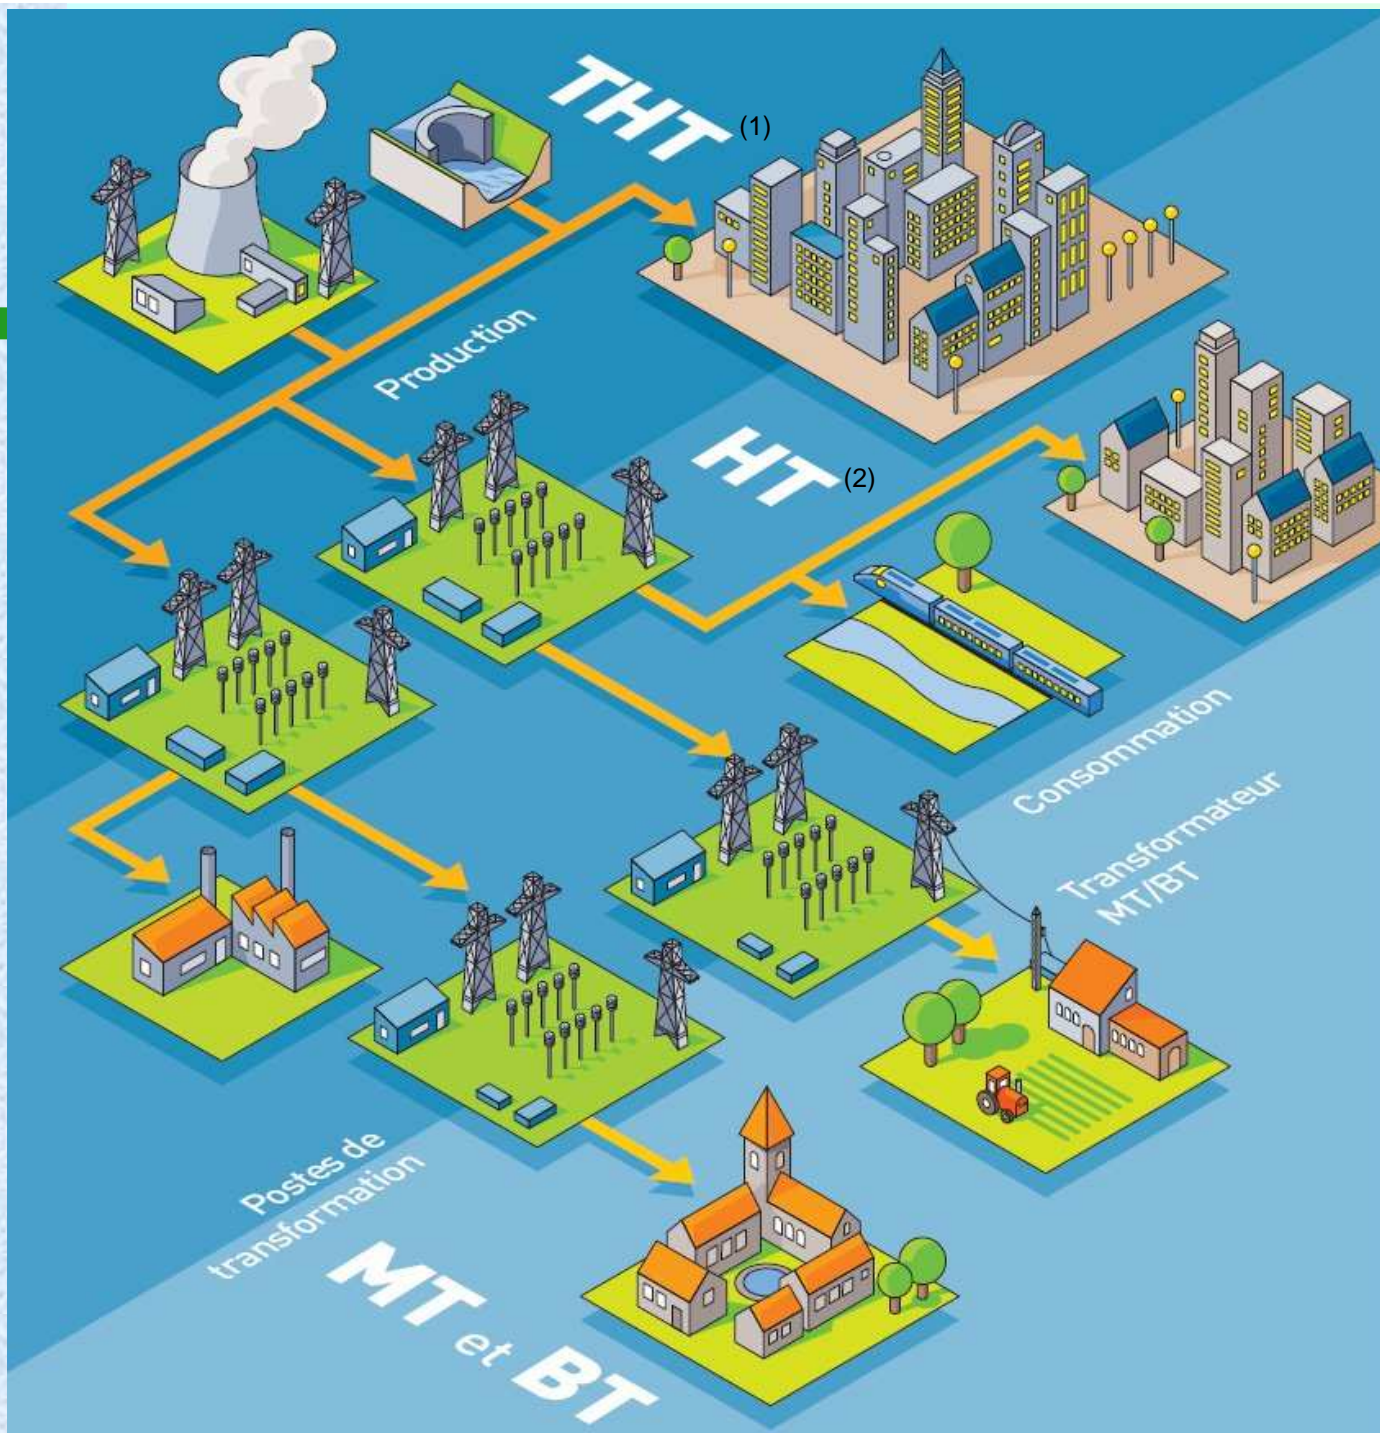 THT (1)
Production
HT (2)
Consommation
Transformateur
MT/BT
Postes de
transformation
MT et BT